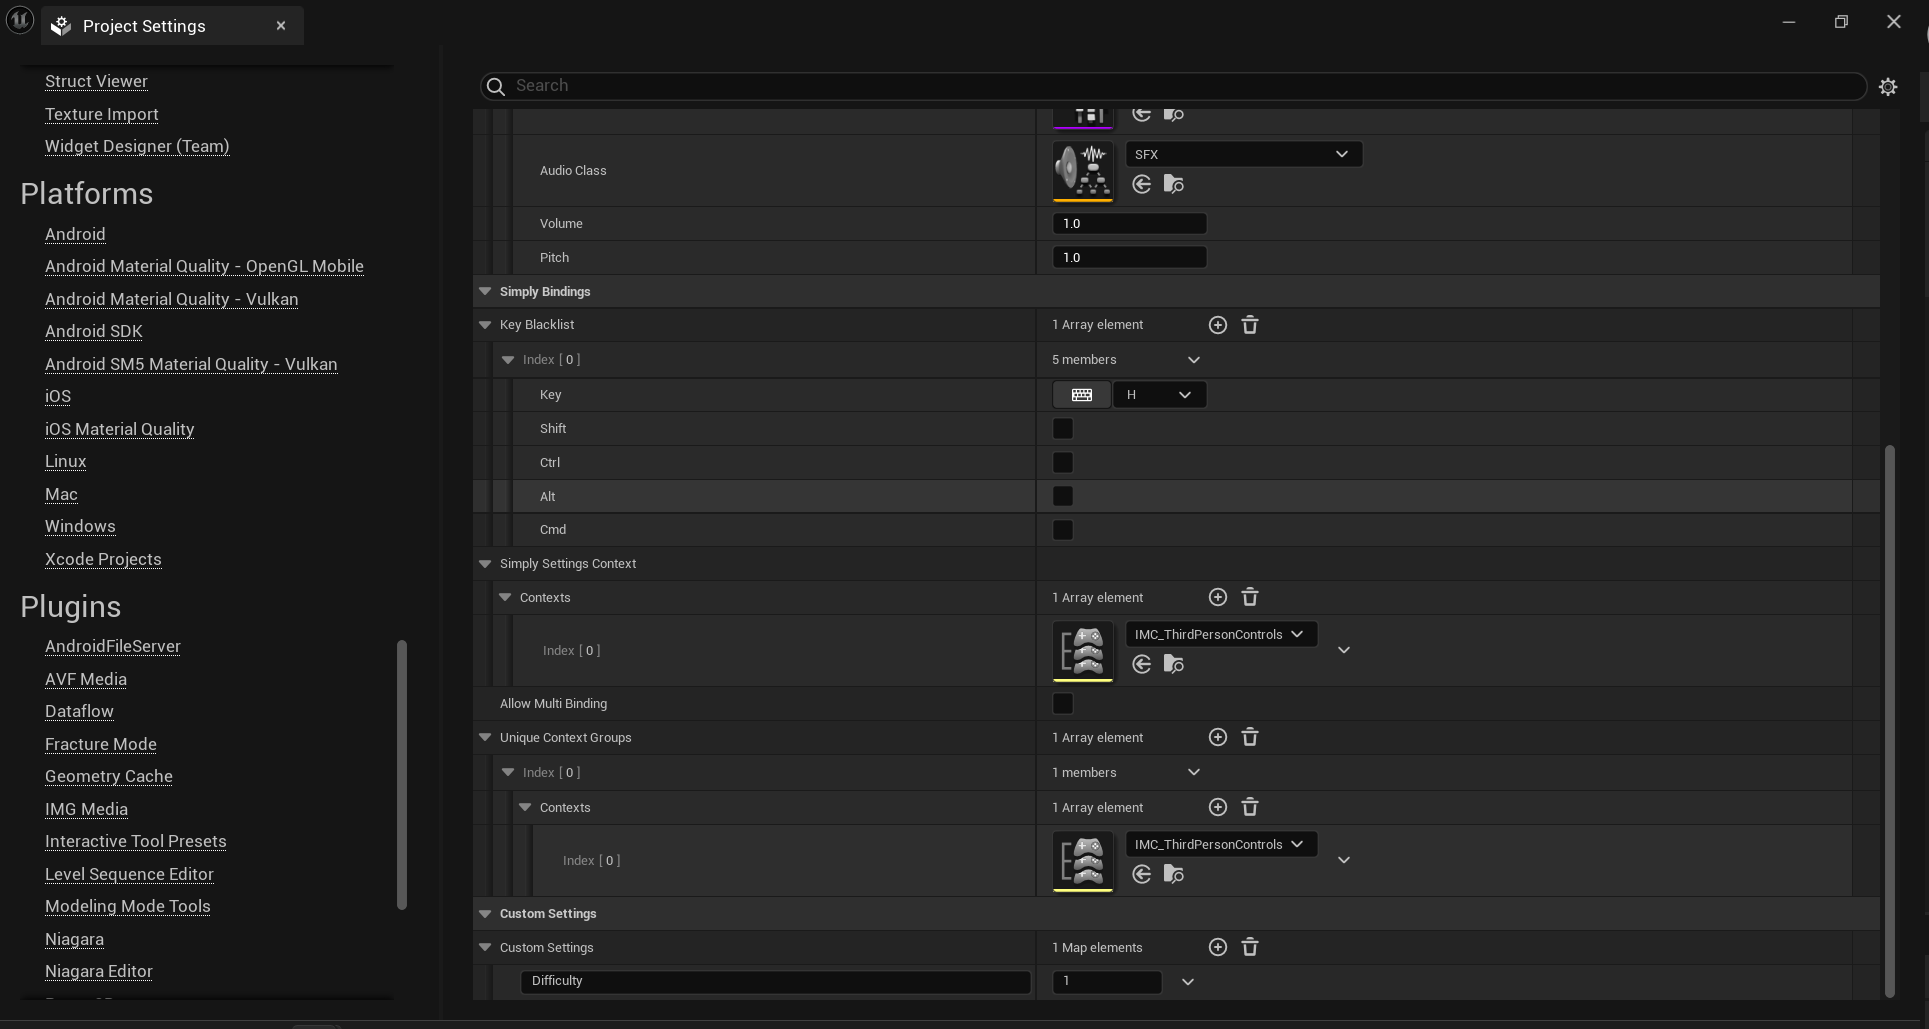 Project Settings
Struct Viewer
Texture Import
Widget Designer (Team)
Platforms
Android
Android Material Quality - OpenGL Mobile
Android Material Quality - Vulkan
Android SDK
Android SM5 Material Quality - Vulkan
iOS
iOS Material Quality
Linux
Mac
Windows
Xcode Projects
Plugins
AndroidFileServer
AVF Media
Dataflow
Fracture Mode
Geometry Cache
IMG Media
Interactive Tool Presets
Level Sequence Editor
Modeling Mode Tools
Niagara
Niagara Editor
Search
Audio Class
SFX
Volume
1.0
Pitch
1.0
Simply Bindings
Key Blacklist
1 Array element
Index [ 0 ]
5 members
Key
H
Shift
Ctrl
Alt
Cmd
Simply Settings Context
Contexts
1 Array element
Index [ 0 ]
IMC_ThirdPersonControls
Allow Multi Binding
Unique Context Groups
1 Array element
Index [ 0 ]
1 members
Contexts
1 Array element
Index [ 0 ]
IMC_ThirdPersonControls
Custom Settings
Custom Settings
1 Map elements
Difficulty
1